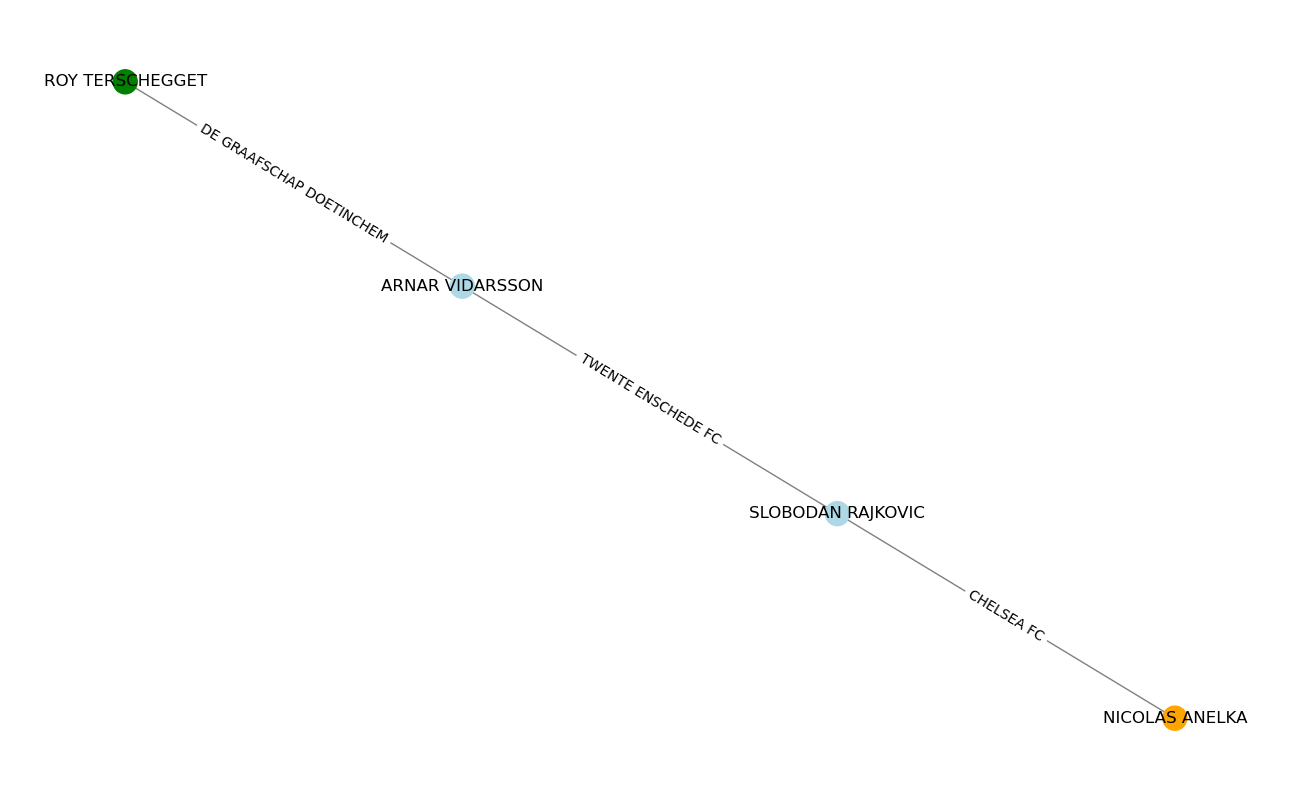 ROY TERSCHEGGET
DE GRAAFSCHAP DOETINCHEM
ARNAR VIDARSSON
TWENTE ENSCHEDE FC
SLOBODAN RAJKOVIC
CHELSEA FC
NICOLAS ANELKA